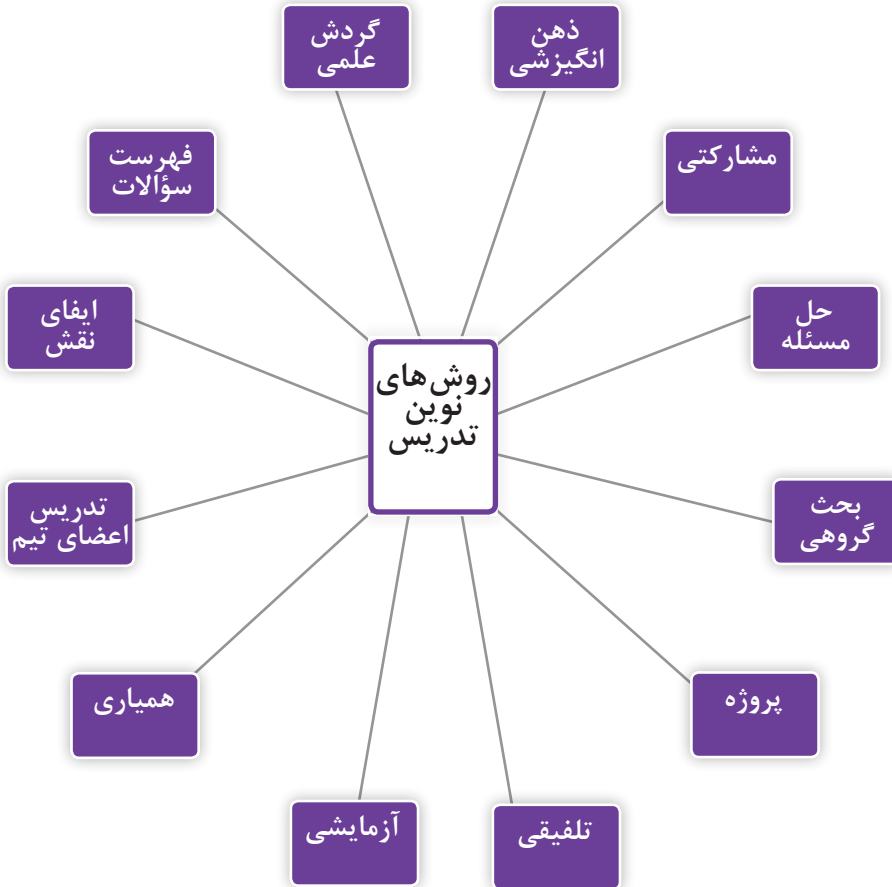 ذهن
انگیزشی
گردش
علمی
مشارکتی
فهرست
سؤالات
حل
مسئله
ایفای
نقش
روش‌های
نوین
تدریس
بحث
گروهی
تدریس
اعضای تیم
پروژه
همیاری
تلفیقی
آزمایشی